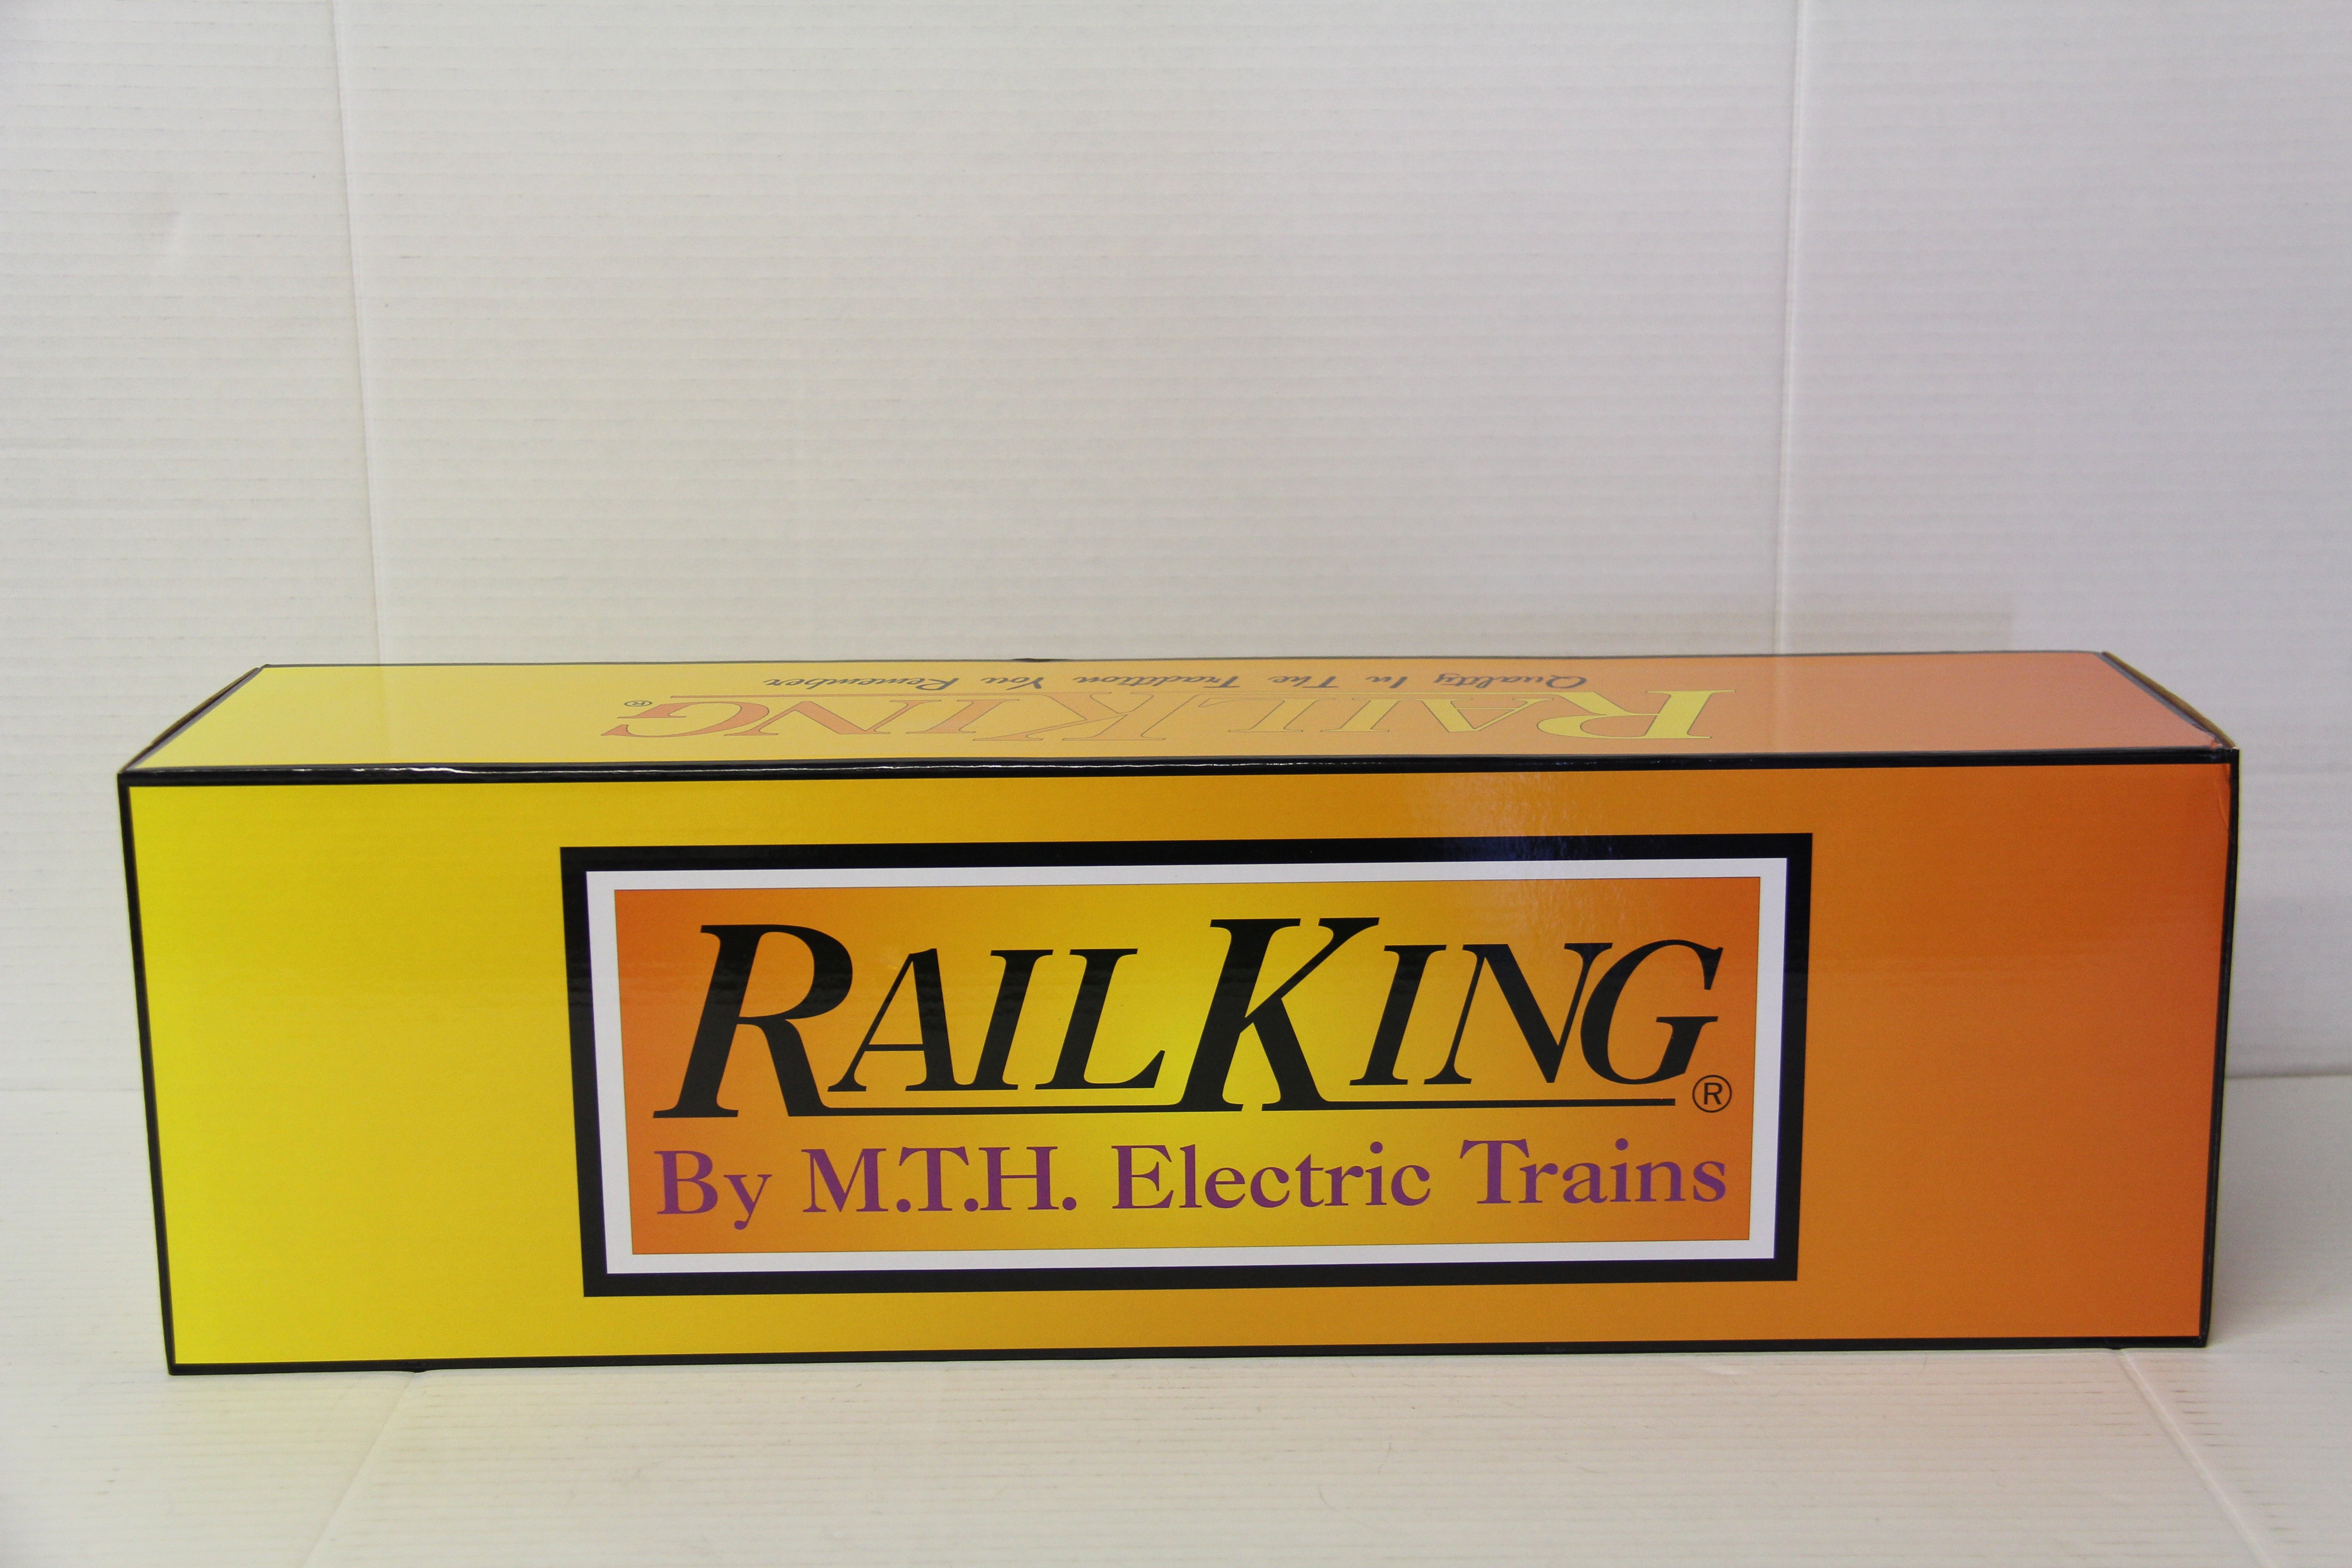 Quality In The Tradition You Remember
RAILKING®
RAILKING®
By M.T.H. Electric Trains